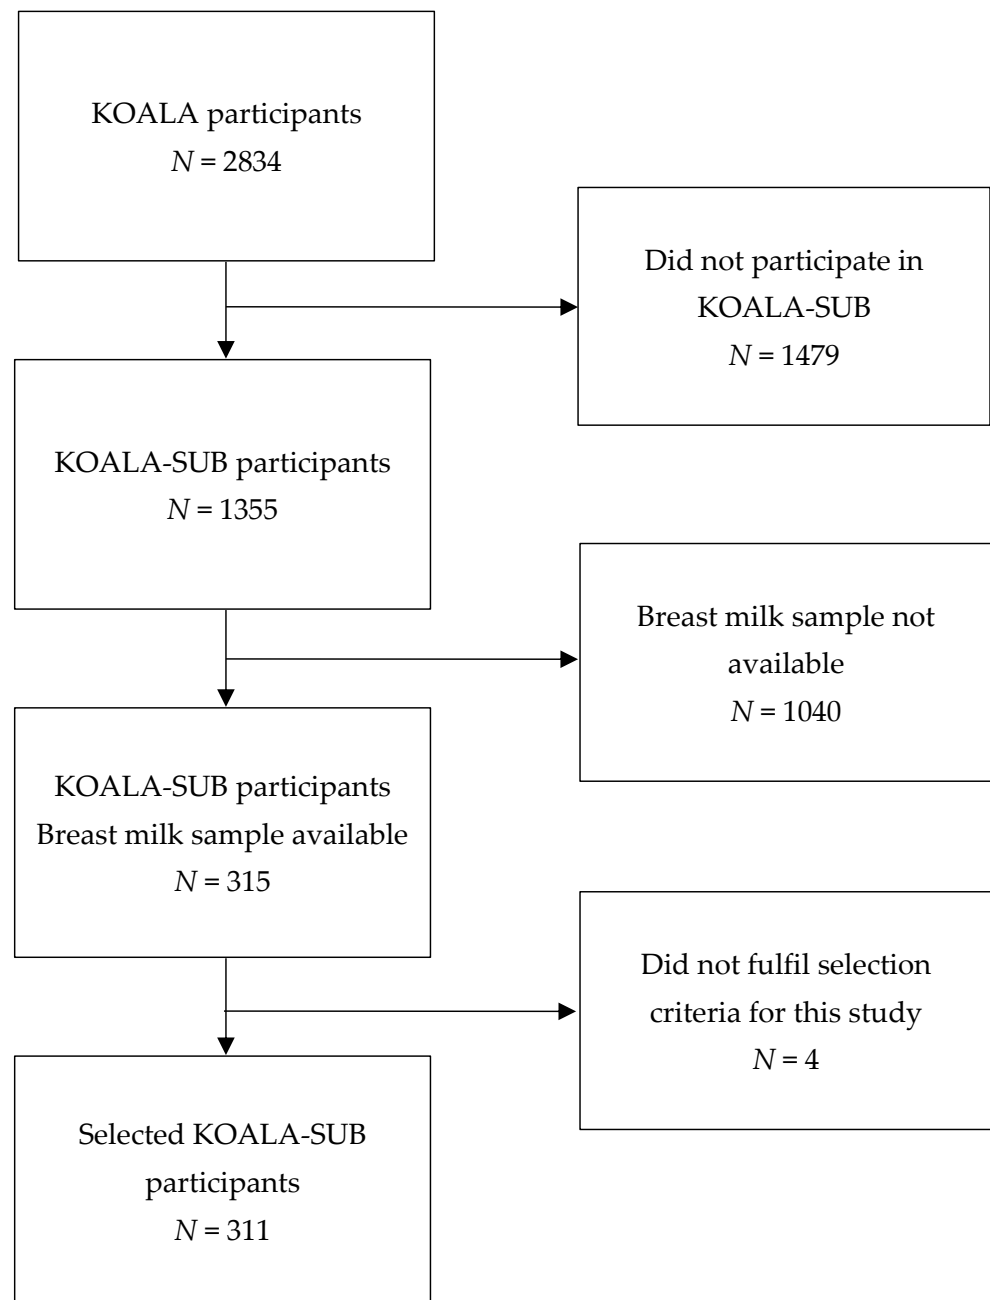 KOALA participants
N = 2834
Did not participate in
KOALA-SUB
N = 1479
KOALA-SUB participants
N = 1355
Breast milk sample not
available
N = 1040
KOALA-SUB participants
Breast milk sample available
N = 315
Did not fulfil selection
criteria for this study
N = 4
Selected KOALA-SUB
participants
N = 311